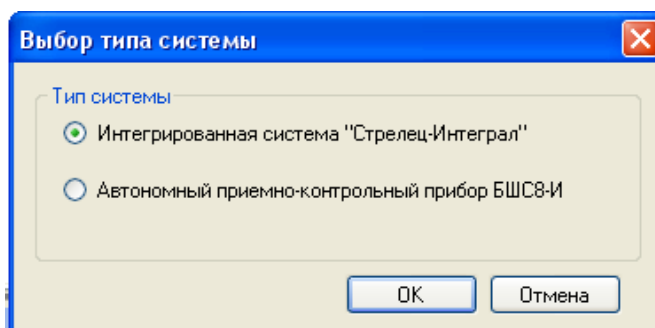 Выбор типа системы
Тип системы
Интегрированная система "Стрелец-Интеграл"
Автономный приемно-контрольный прибор БШС8-И
OK
Отмена